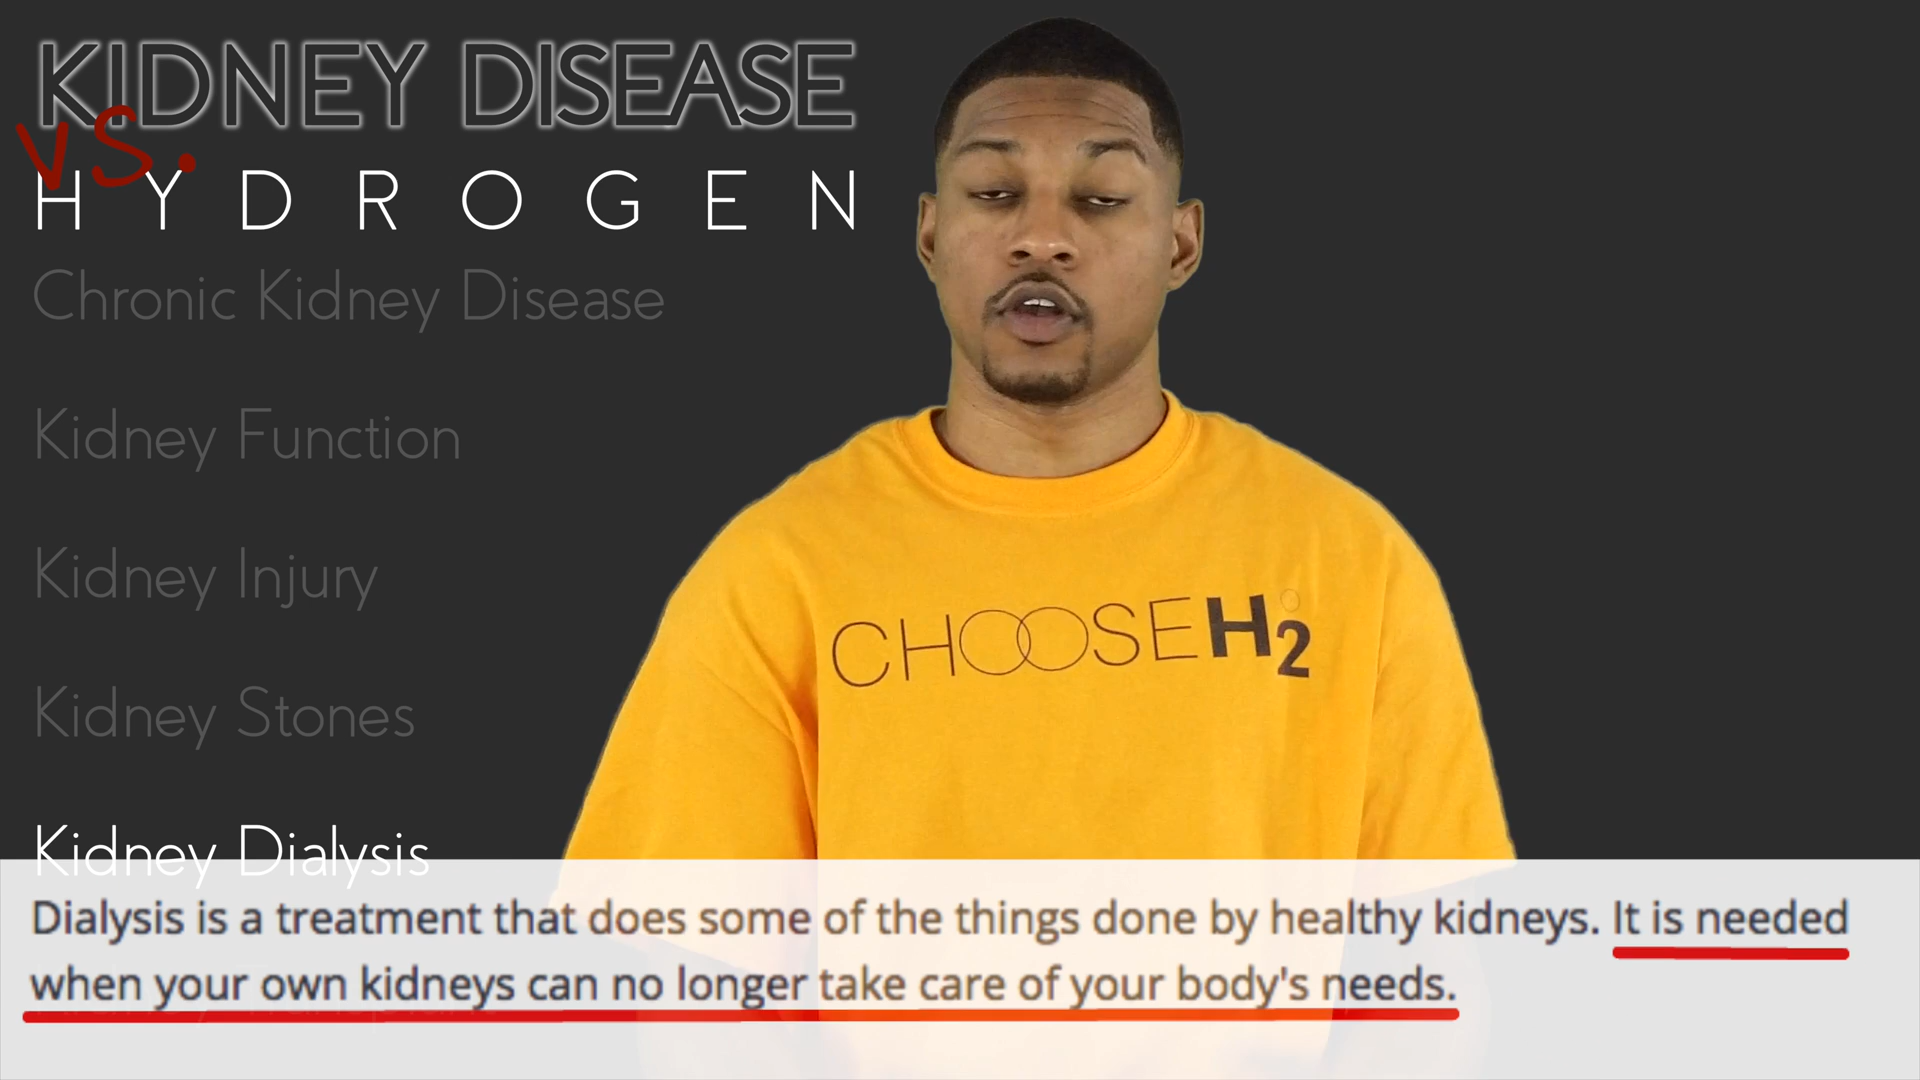 KIDNEY DISEASE
VS.
HYDROGEN
Chronic Kidney Disease
Kidney Function
Kidney Injury
Kidney Stones
Kidney Dialysis
CHOOSEH2
Dialysis is a treatment that does some of the things done by healthy kidneys. It is needed
when your own kidneys can no longer take care of your body's needs.